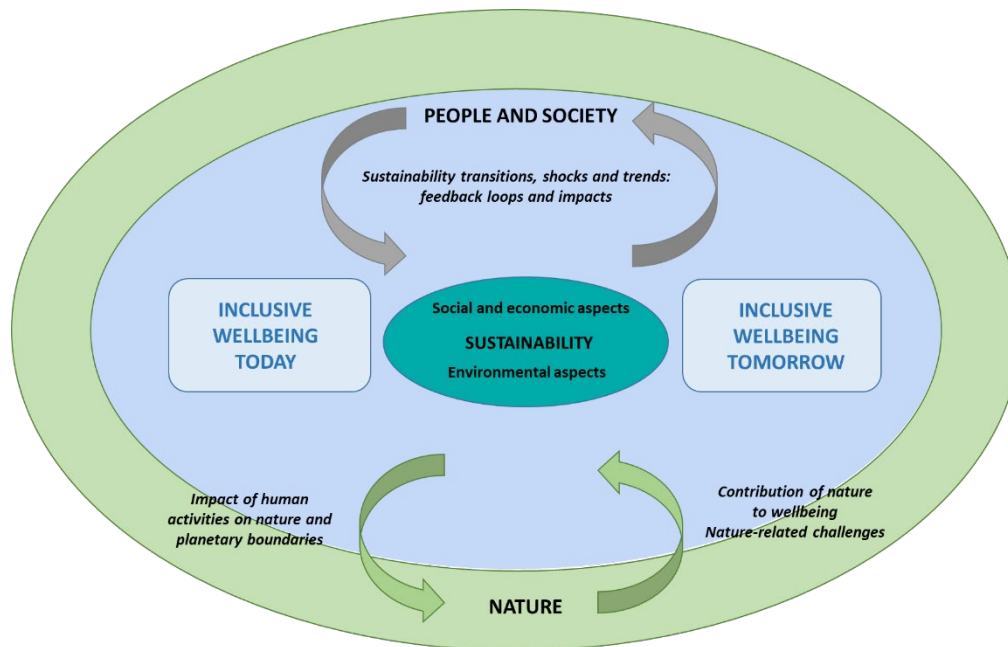 PEOPLE AND SOCIETY
Sustainability transitions, shocks and trends:
feedback loops and impacts
INCLUSIVE
WELLBEING
TODAY
Social and economic aspects
SUSTAINABILITY
Environmental aspects
INCLUSIVE
WELLBEING
TOMORROW
Impact of human
activities on nature and
planetary boundaries
Contribution of nature
to wellbeing
Nature-related challenges
NATURE